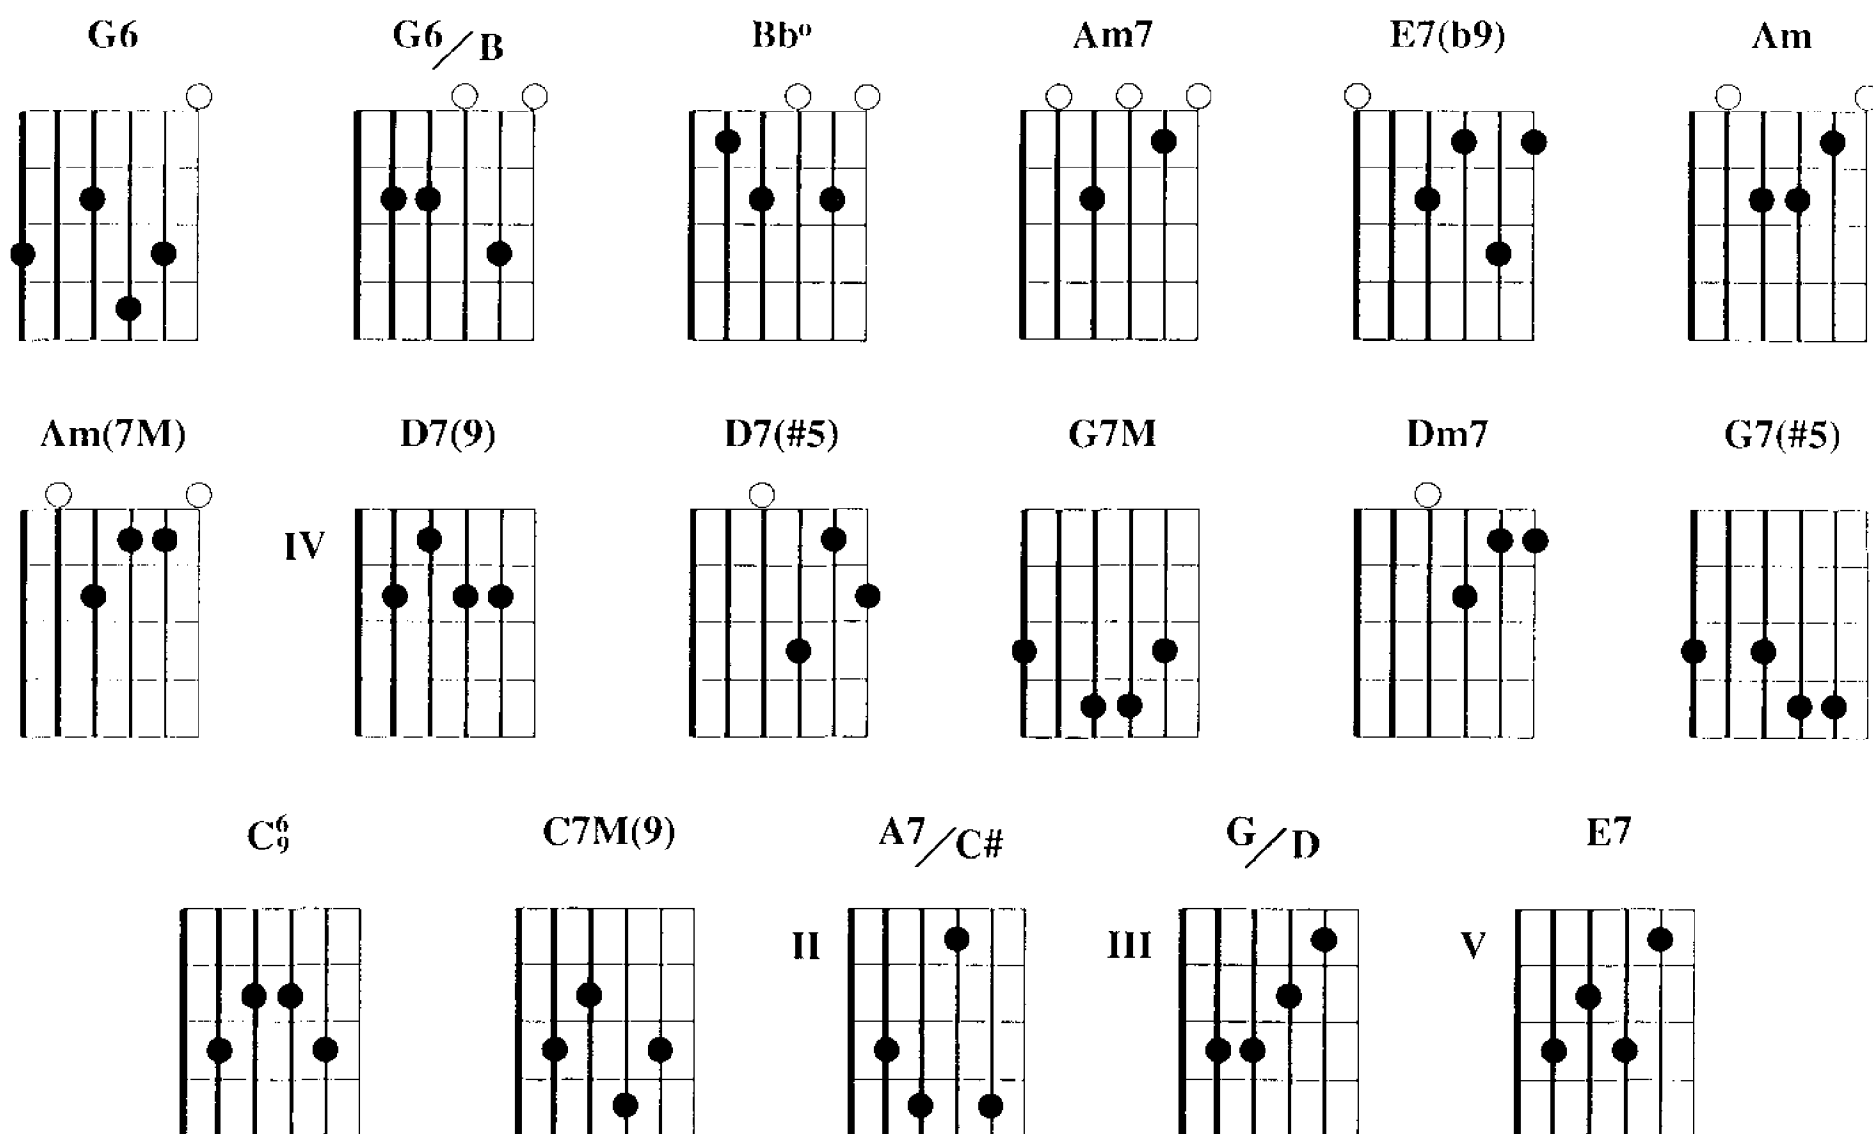 G6 G6/B Bbº Am7 E7(b9) Am
Am(7M) D7(9) D7(#5) G7M Dm7 G7(#5)
IV
C6/9 C7M(9) A7/C# G/D E7
II III V